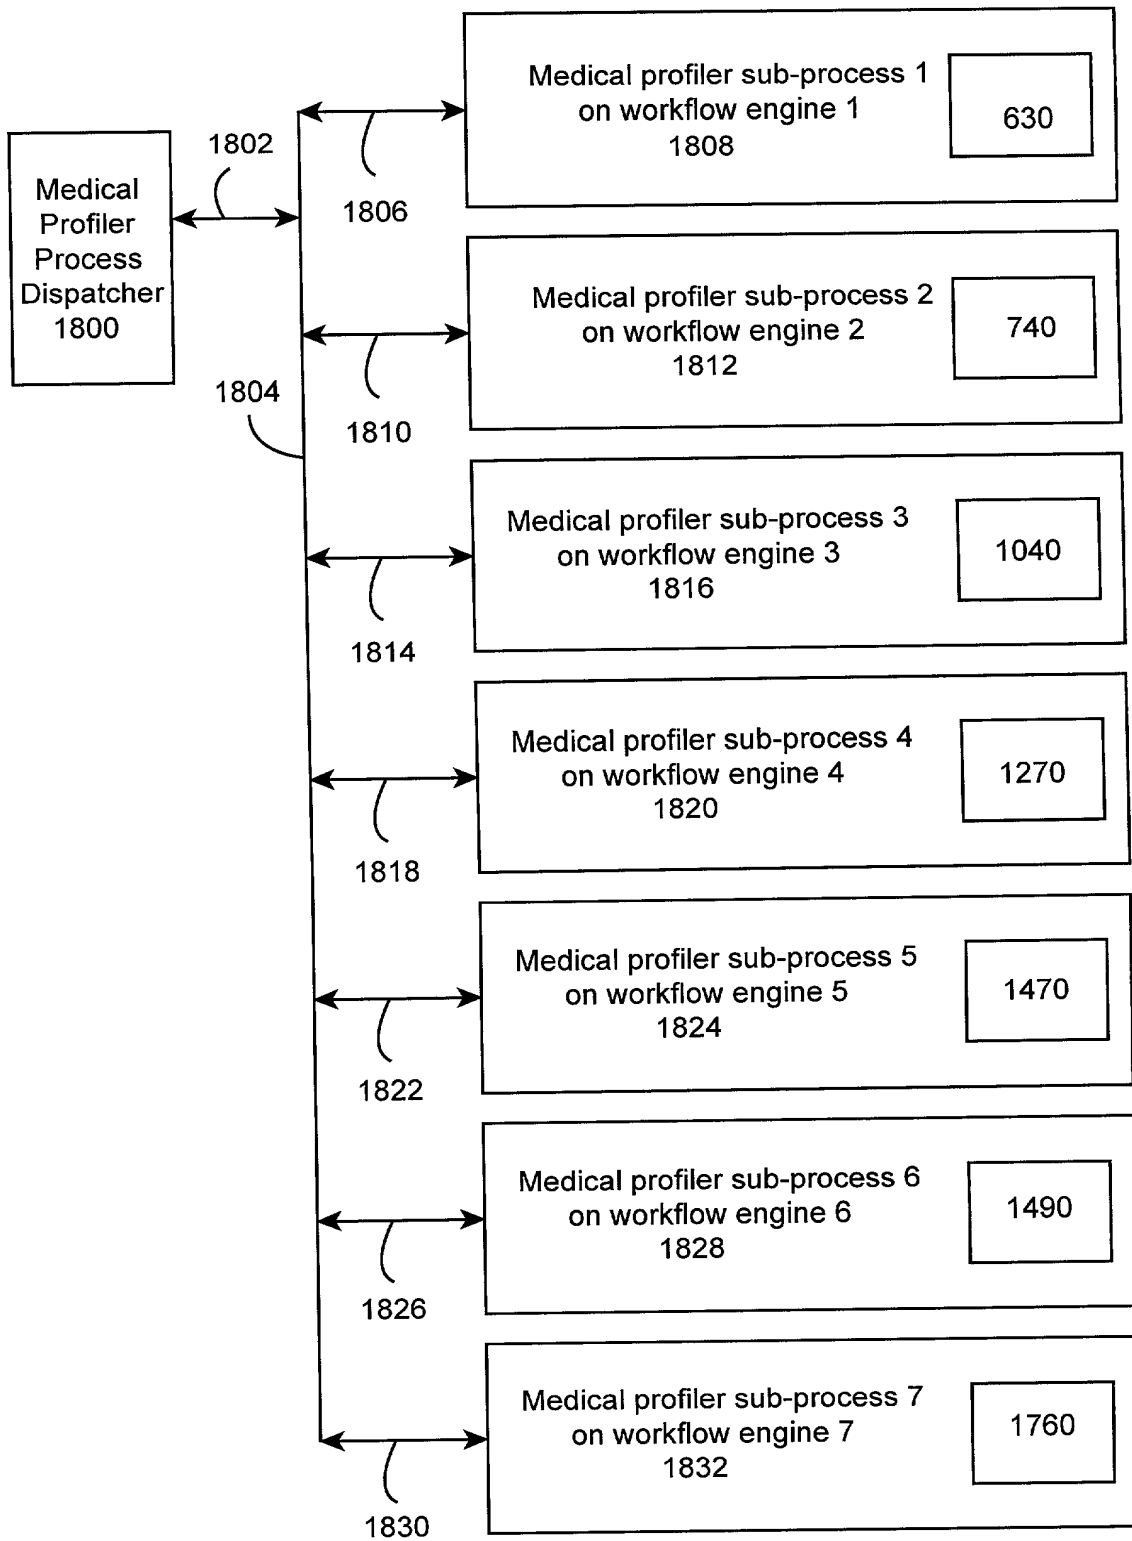 Medical profiler sub-process 1
on workflow engine 1
1808
630
1802
Medical
Profiler
Process
Dispatcher
1800
1806
Medical profiler sub-process 2
on workflow engine 2
1812
740
1804
1810
Medical profiler sub-process 3
on workflow engine 3
1816
1040
1814
Medical profiler sub-process 4
on workflow engine 4
1820
1270
1818
Medical profiler sub-process 5
on workflow engine 5
1824
1470
1822
Medical profiler sub-process 6
on workflow engine 6
1828
1490
1826
Medical profiler sub-process 7
on workflow engine 7
1832
1760
1830